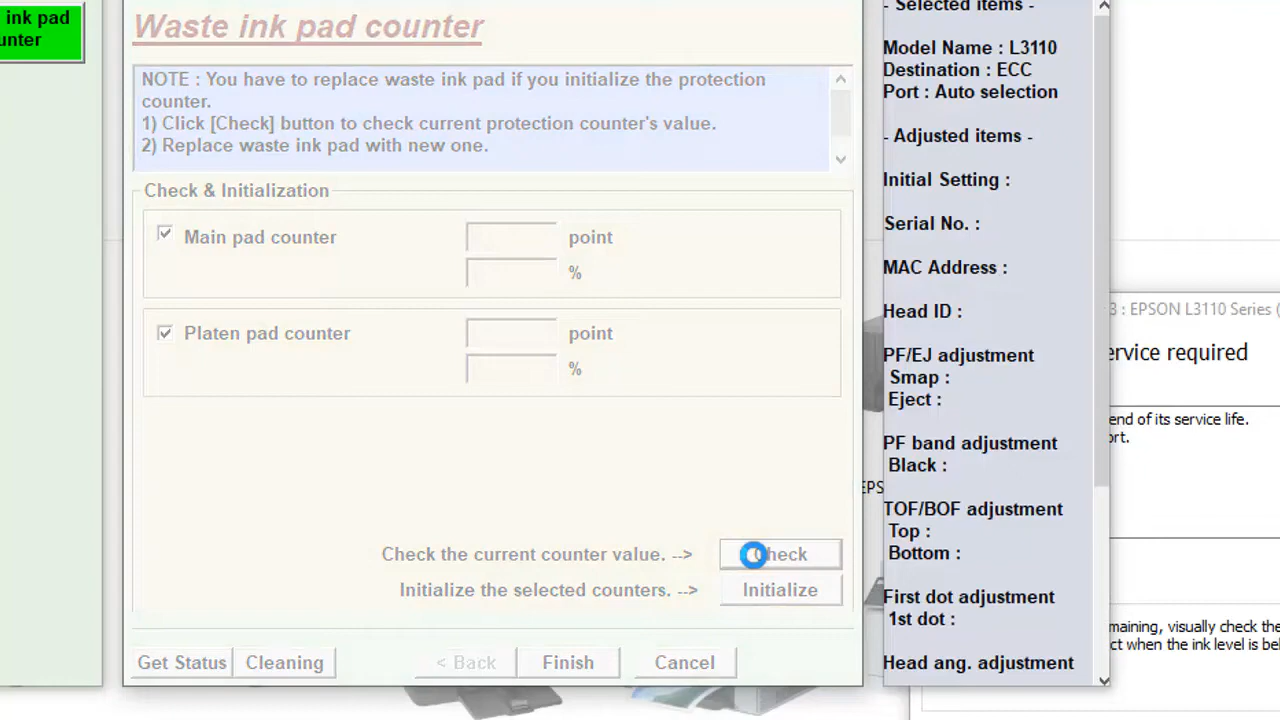 ink pad
unter
Waste ink pad counter
NOTE : You have to replace waste ink pad if you initialize the protection
counter.
1) Click [Check] button to check current protection counter's value.
2) Replace waste ink pad with new one.
Check & Initialization
Main pad counter
point
%
Platen pad counter
point
%
Check the current counter value. -->
Check
Initialize the selected counters. -->
Initialize
Get Status
Cleaning
< Back
Finish
Cancel
- Selected items -
Model Name : L3110
Destination : ECC
Port : Auto selection
- Adjusted items -
Initial Setting :
Serial No. :
MAC Address :
Head ID :
PF/EJ adjustment
Smap :
Eject :
PF band adjustment
Black :
TOF/BOF adjustment
Top :
Bottom :
First dot adjustment
1st dot :
Head ang. adjustment
3 : EPSON L3110 Series (
ervice required
end of its service life.
ort.
EPS
maining, visually check the
ct when the ink level is bel